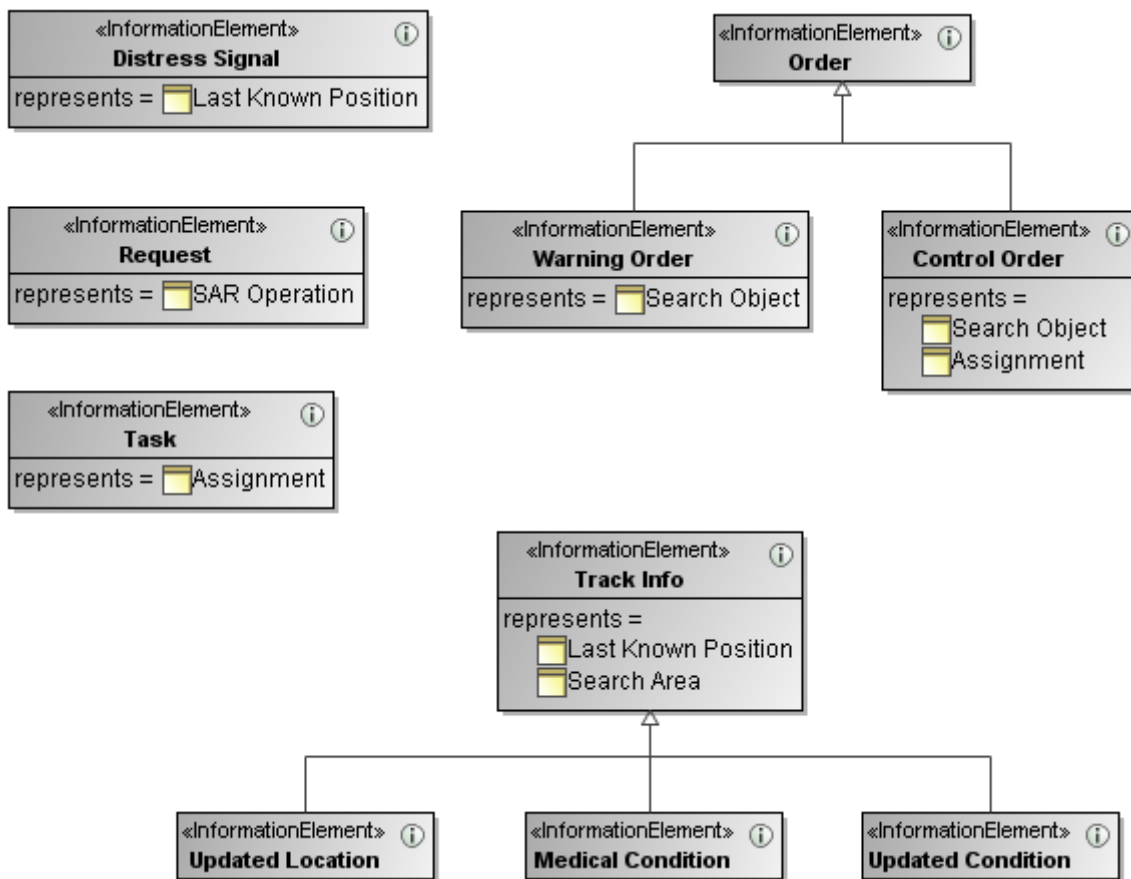 «InformationElement»
Distress Signal
represents = Last Known Position
«InformationElement»
Order
«InformationElement»
Request
represents = SAR Operation
«InformationElement»
Warning Order
represents = Search Object
«InformationElement»
Control Order
represents =
Search Object
Assignment
«InformationElement»
Task
represents = Assignment
«InformationElement»
Track Info
represents =
Last Known Position
Search Area
«InformationElement»
Updated Location
«InformationElement»
Medical Condition
«InformationElement»
Updated Condition